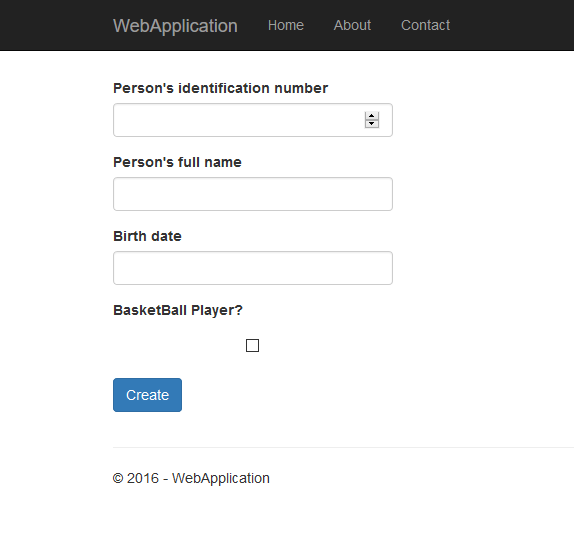 WebApplication Home About Contact
Person's identification number
Person's full name
Birth date
BasketBall Player?
Create
© 2016 - WebApplication